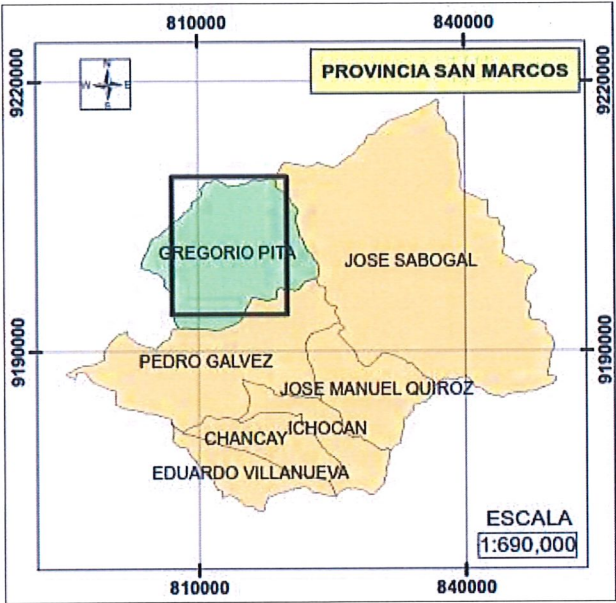 810000
840000
9220000
9220000
N
W E
S
PROVINCIA SAN MARCOS
GREGORIO PITA
JOSE SABOGAL
9190000
9190000
PEDRO GALVEZ
JOSE MANUEL QUIROZ
ICHOCAN
CHANCAY
EDUARDO VILLANUEVA
ESCALA
1:690,000
810000
840000